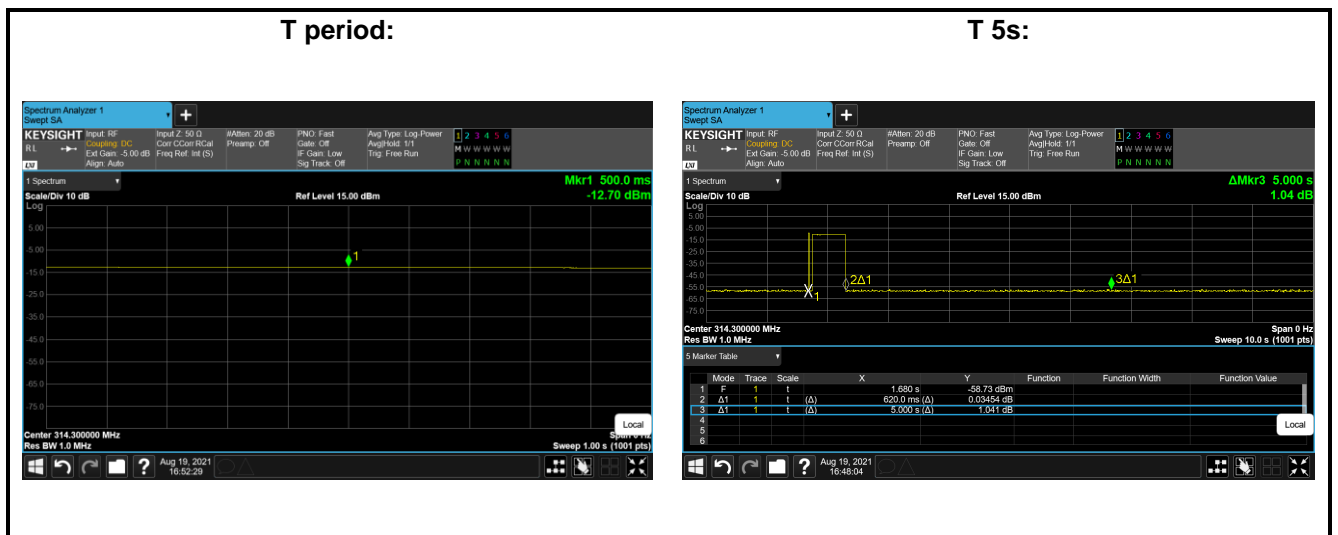 T period:
T 5s:
Spectrum Analyzer 1
Swept SA
KEYSIGHT Input: RF Input Z: 50 Ω #Atten: 20 dB PNO: Fast Avg Type: Log-Power 1 2 3 4 5 6
R L Coupling: DC Corr CCorr RCal Preamp: Off Gate: Off Avg|Hold: 1/1 M W W W W W
Ext Gain: -5.00 dB Freq Ref: Int (S) IF Gain: Low Trig: Free Run
LXI Align: Auto Sig Track: Off P N N N N N
1 Spectrum Mkr1 500.0 ms
Scale/Div 10 dB Ref Level 15.00 dBm -12.70 dBm
Log
5.00
-5.00
1
-15.0
-25.0
-35.0
-45.0
-55.0
-65.0
-75.0
Local
Center 314.300000 MHz Span 0 Hz
Res BW 1.0 MHz Sweep 1.00 s (1001 pts)
? Aug 19, 2021
16:52:29
Spectrum Analyzer 1
Swept SA
KEYSIGHT Input: RF Input Z: 50 Ω #Atten: 20 dB PNO: Fast Avg Type: Log-Power 1 2 3 4 5 6
R L Coupling: DC Corr CCorr RCal Preamp: Off Gate: Off Avg|Hold: 1/1 M W W W W W
Ext Gain: -5.00 dB Freq Ref: Int (S) IF Gain: Low Trig: Free Run
LXI Align: Auto Sig Track: Off P N N N N N
1 Spectrum ΔMkr3 5.000 s
Scale/Div 10 dB Ref Level 15.00 dBm 1.04 dB
Log
5.00
-5.00
-15.0
-25.0
-35.0
-45.0
-55.0 2Δ1 3Δ1
-65.0 1
-75.0
Center 314.300000 MHz Span 0 Hz
Res BW 1.0 MHz Sweep 10.0 s (1001 pts)
5 Marker Table
Mode Trace Scale X Y Function Function Width Function Value
1 F 1 t 1.680 s -58.73 dBm
2 Δ1 1 t (Δ) 620.0 ms (Δ) 0.03454 dB
3 Δ1 1 t (Δ) 5.000 s (Δ) 1.041 dB
4
5
6
Local
? Aug 19, 2021
16:48:04